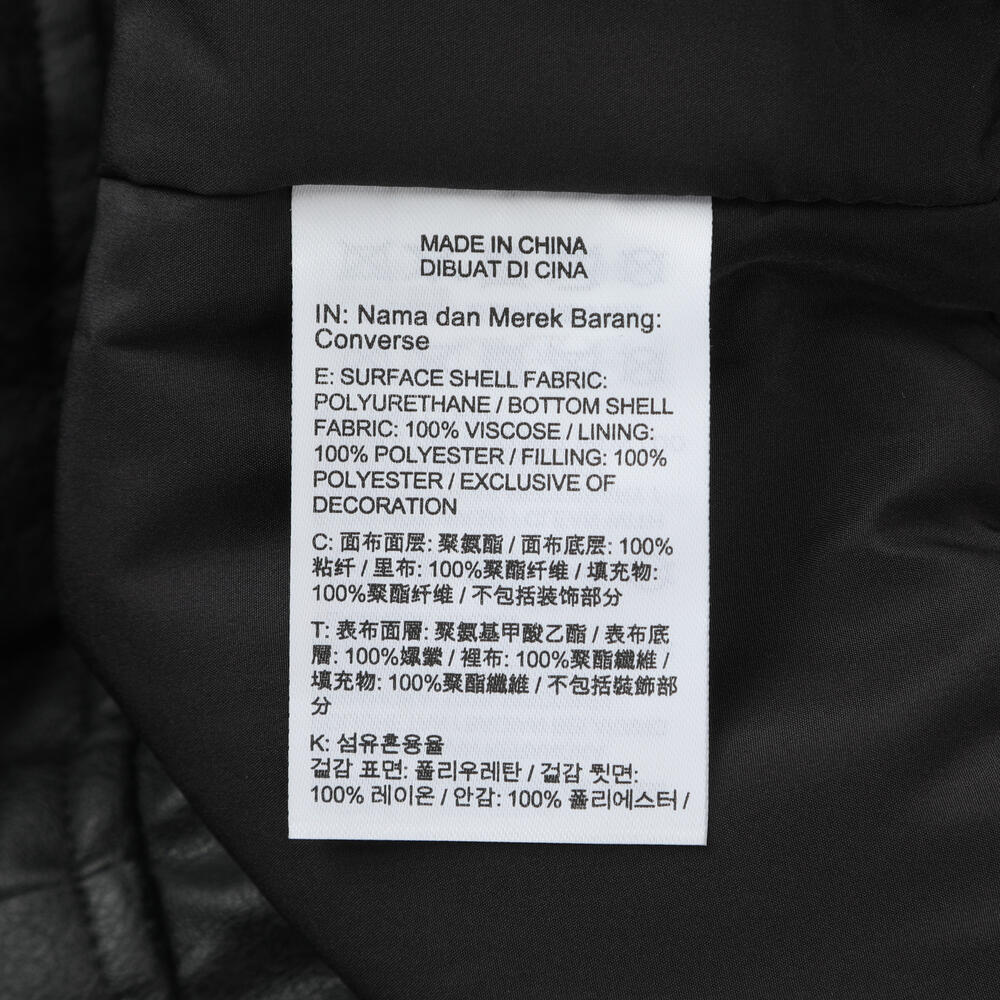 MADE IN CHINA
DIBUAT DI CINA
IN: Nama dan Merek Barang:
Converse
E: SURFACE SHELL FABRIC:
POLYURETHANE / BOTTOM SHELL
FABRIC: 100% VISCOSE / LINING:
100% POLYESTER / FILLING: 100%
POLYESTER / EXCLUSIVE OF
DECORATION
C: 面布面层: 聚氨酯 / 面布底层: 100%
粘纤 / 里布: 100%聚酯纤维 / 填充物:
100%聚酯纤维 / 不包括装饰部分
T: 表布面層: 聚氨基甲酸乙酯 / 表布底
層: 100%嫘縈 / 裡布: 100%聚酯纖維 /
填充物: 100%聚酯纖維 / 不包括裝飾部
分
K: 섬유혼용율
겉감 표면: 폴리우레탄 / 겉감 뒷면:
100% 레이온 / 안감: 100% 폴리에스터 /